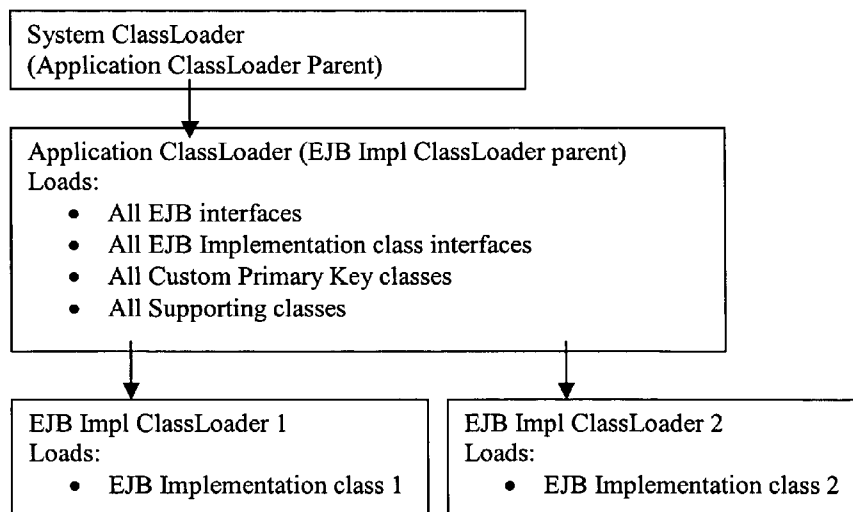 System ClassLoader
(Application ClassLoader Parent)
Application ClassLoader (EJB Impl ClassLoader parent)
Loads:
• All EJB interfaces
• All EJB Implementation class interfaces
• All Custom Primary Key classes
• All Supporting classes
EJB Impl ClassLoader 1
Loads:
• EJB Implementation class 1
EJB Impl ClassLoader 2
Loads:
• EJB Implementation class 2